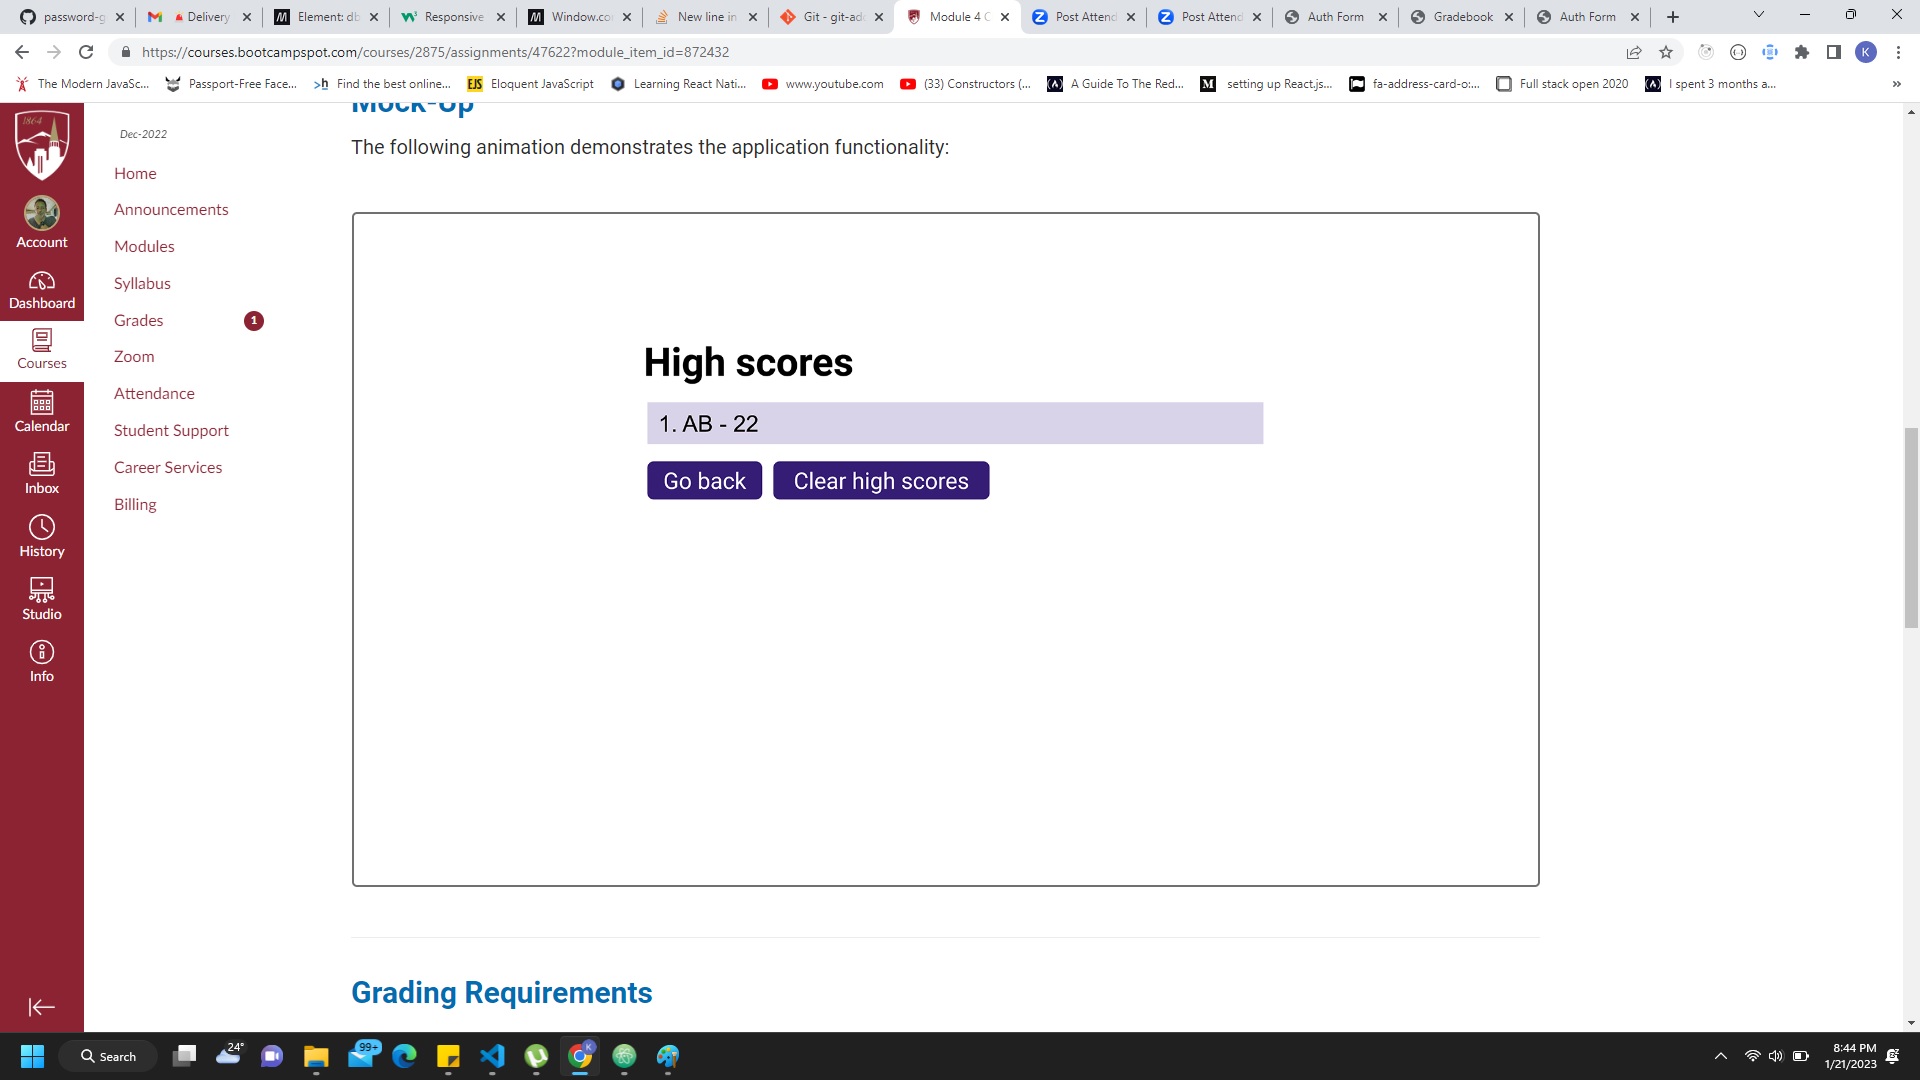 password-g
Delivery
Element: db
Responsive
Window.co
New line in
Git - git-ad
Module 4 C
Post Attend
Post Attend
Auth Form
Gradebook
Auth Form
https://courses.bootcampspot.com/courses/2875/assignments/47622?module_item_id=872432
K
The Modern JavaSc...
Passport-Free Face...
>h Find the best online...
EJS Eloquent JavaScript
Learning React Nati...
www.youtube.com
(33) Constructors (...
A Guide To The Red...
M setting up React.js...
fa-address-card-o:...
Full stack open 2020
I spent 3 months a...
»
1864
Account
Dashboard
Courses
Calendar
Inbox
History
Studio
Info
Dec-2022
Home
Announcements
Modules
Syllabus
Grades 1
Zoom
Attendance
Student Support
Career Services
Billing
Mock-Up
The following animation demonstrates the application functionality:
High scores
1. AB - 22
Go back
Clear high scores
Grading Requirements
Search
24°
99+
K
8:44 PM
1/21/2023